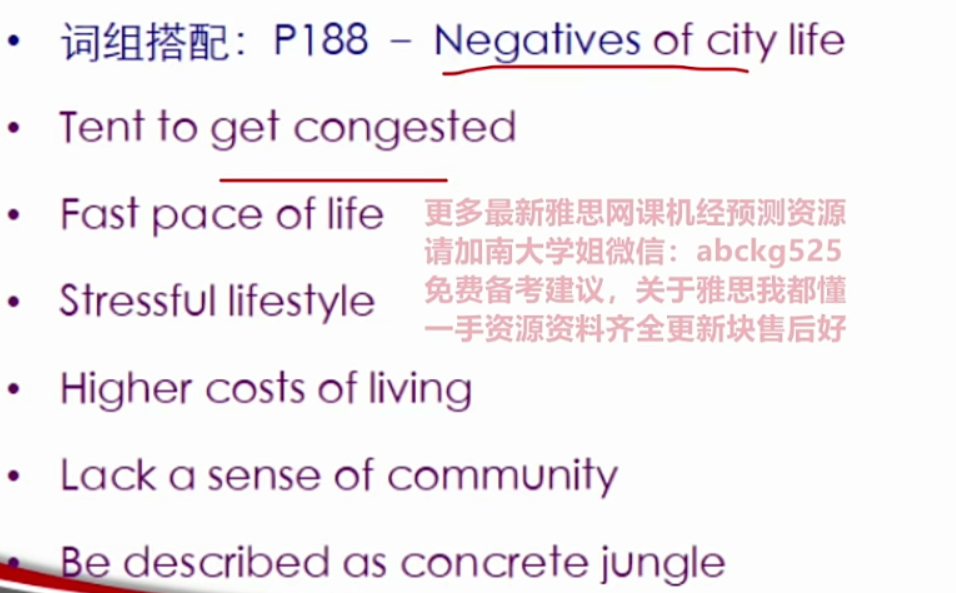 • 词组搭配：P188 – Negatives of city life
• Tent to get congested
• Fast pace of life
更多最新雅思网课机经预测资源
请加南大学姐微信：abckg525
免费备考建议，关于雅思我都懂
一手资源资料齐全更新块售后好
• Stressful lifestyle
• Higher costs of living
• Lack a sense of community
• Be described as concrete jungle